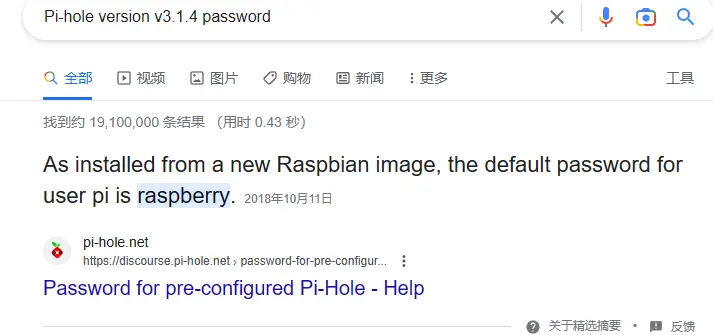 Pi-hole version v3.1.4 password
全部 视频 图片 购物 新闻 更多 工具
找到约 19,100,000 条结果 （用时 0.43 秒）
As installed from a new Raspbian image, the default password for
user pi is raspberry. 2018年10月11日
pi-hole.net
https://discourse.pi-hole.net › password-for-pre-configur...
Password for pre-configured Pi-Hole - Help
关于精选摘要 • 反馈